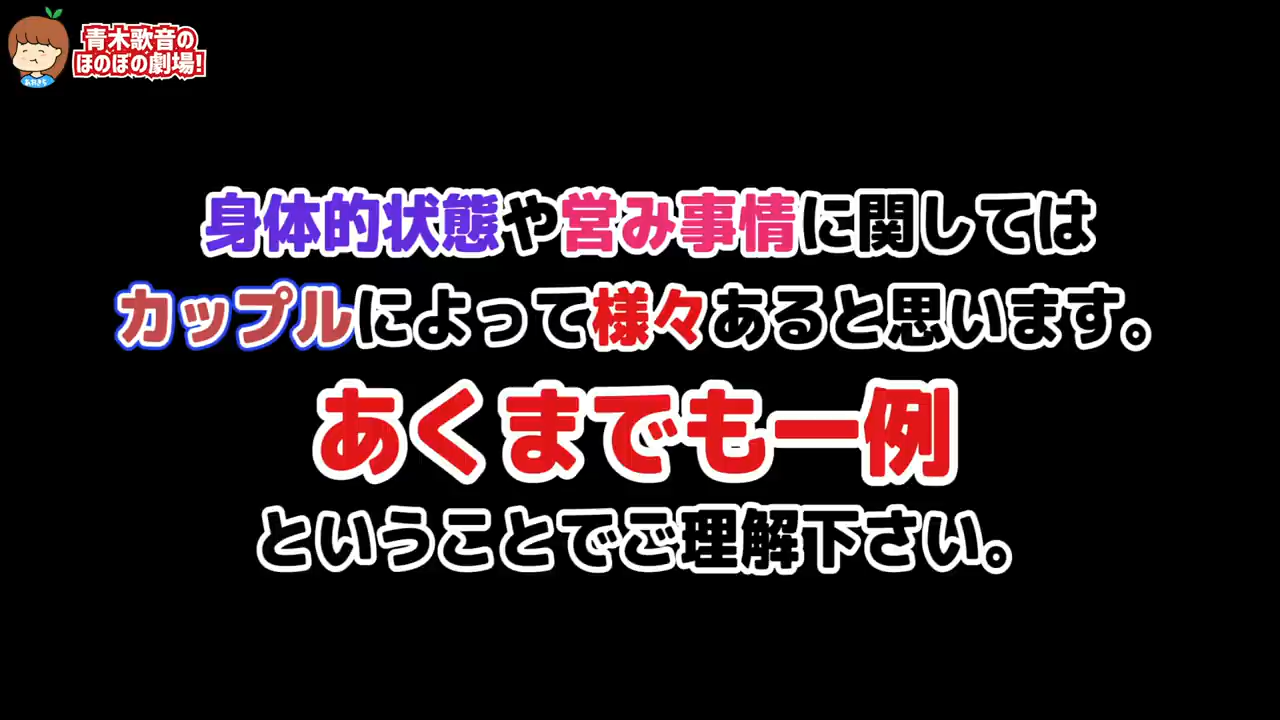 青木歌音の
ほのぼの劇場!
身体的状態や営み事情に関しては
カップルによって様々あると思います。
あくまでも一例
ということでご理解下さい。